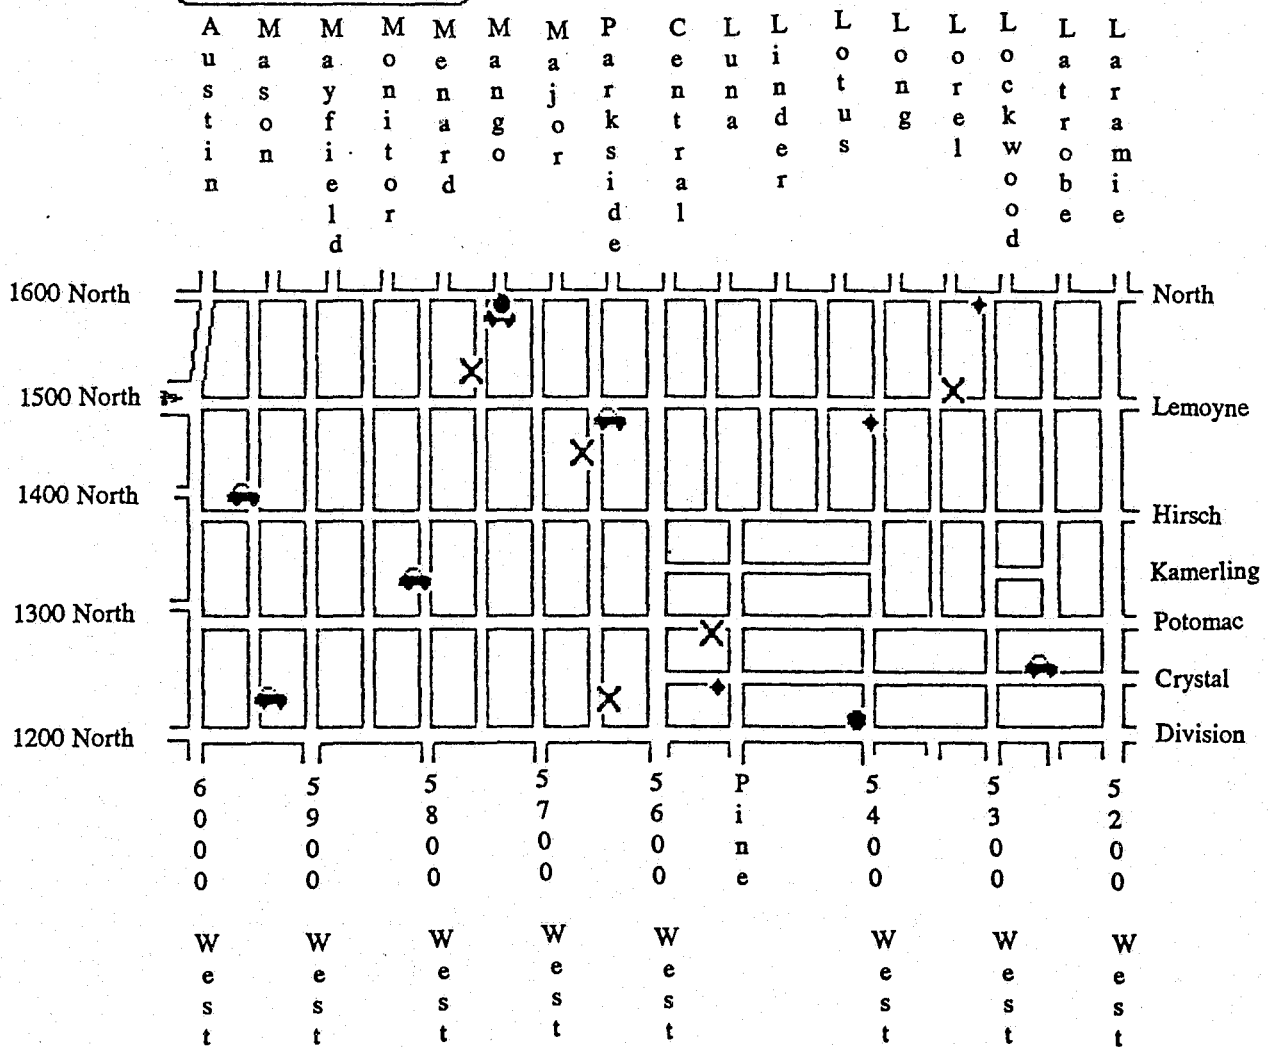 Austin
Mason
Mayfield
Monitor
Menard
Mango
Major
Parkside
Central
Luna
Linder
Lotus
Long
Lorel
Lockwood
Latrobe
Laramie
1600 North
North
1500 North
Lemoyne
1400 North
Hirsch
Kamerling
1300 North
Potomac
Crystal
1200 North
Division
6000 West
5900 West
5800 West
5700 West
5600 West
Pine
5400 West
5300 West
5200 West